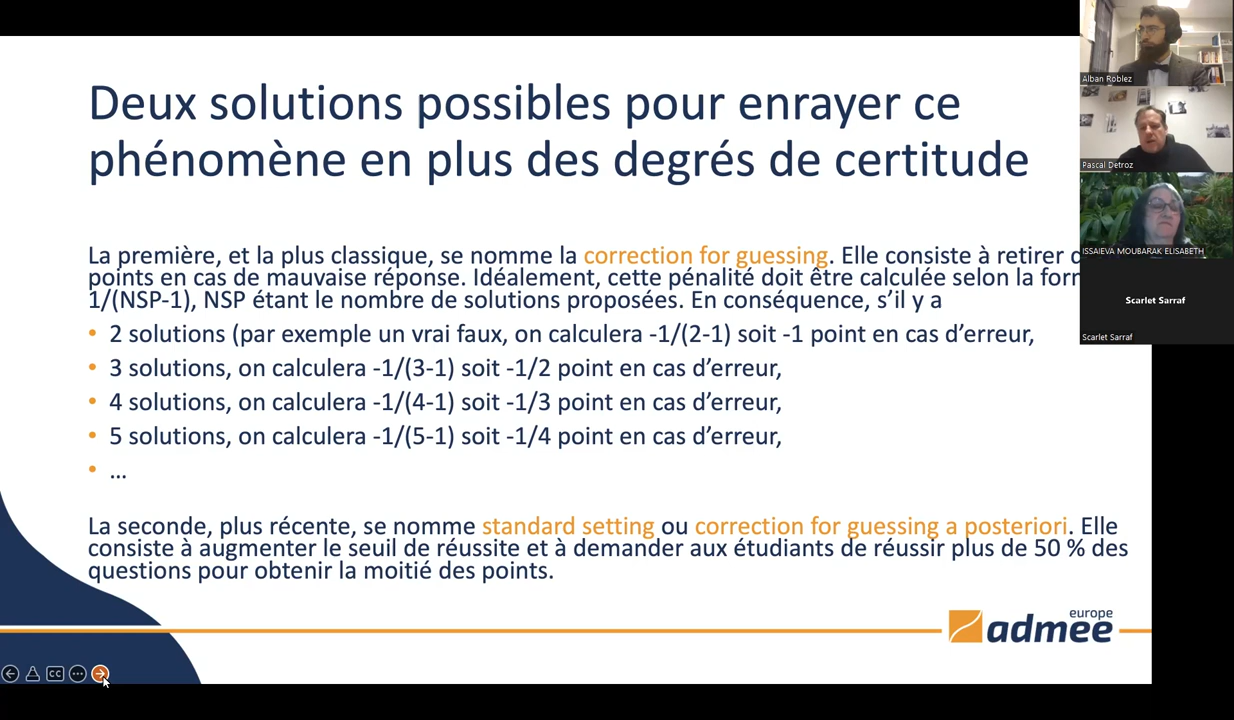 Deux solutions possibles pour enrayer ce
phénomène en plus des degrés de certitude
La première, et la plus classique, se nomme la correction for guessing. Elle consiste à retirer
points en cas de mauvaise réponse. Idéalement, cette pénalité doit être calculée selon la
1/(NSP-1), NSP étant le nombre de solutions proposées. En conséquence, s’il y a
• 2 solutions (par exemple un vrai faux, on calculera -1/(2-1) soit -1 point en cas d’erreur,
• 3 solutions, on calculera -1/(3-1) soit -1/2 point en cas d’erreur,
• 4 solutions, on calculera -1/(4-1) soit -1/3 point en cas d’erreur,
• 5 solutions, on calculera -1/(5-1) soit -1/4 point en cas d’erreur,
• ...
La seconde, plus récente, se nomme standard setting ou correction for guessing a posteriori. Elle
consiste à augmenter le seuil de réussite et à demander aux étudiants de réussir plus de 50 % des
questions pour obtenir la moitié des points.
europe
admee
CC
Alban Roblez
Pascal Detroz
ISSAIEVA MOUBARAK ELISABETH
Scarlet Sarraf
Scarlet Sarraf